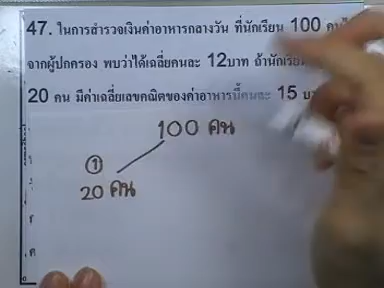 47. ในการสำรวจเงินค่าอาหารกลางวัน ที่นักเรียน 100
จากผู้ปกครอง พบว่าได้เฉลี่ยคนละ 12บาท ถ้านักเรียน
20 คน มีค่าเฉลี่ยเลขคณิตของค่าอาหารนี้คนละ 15
100 คน
①
20 คน